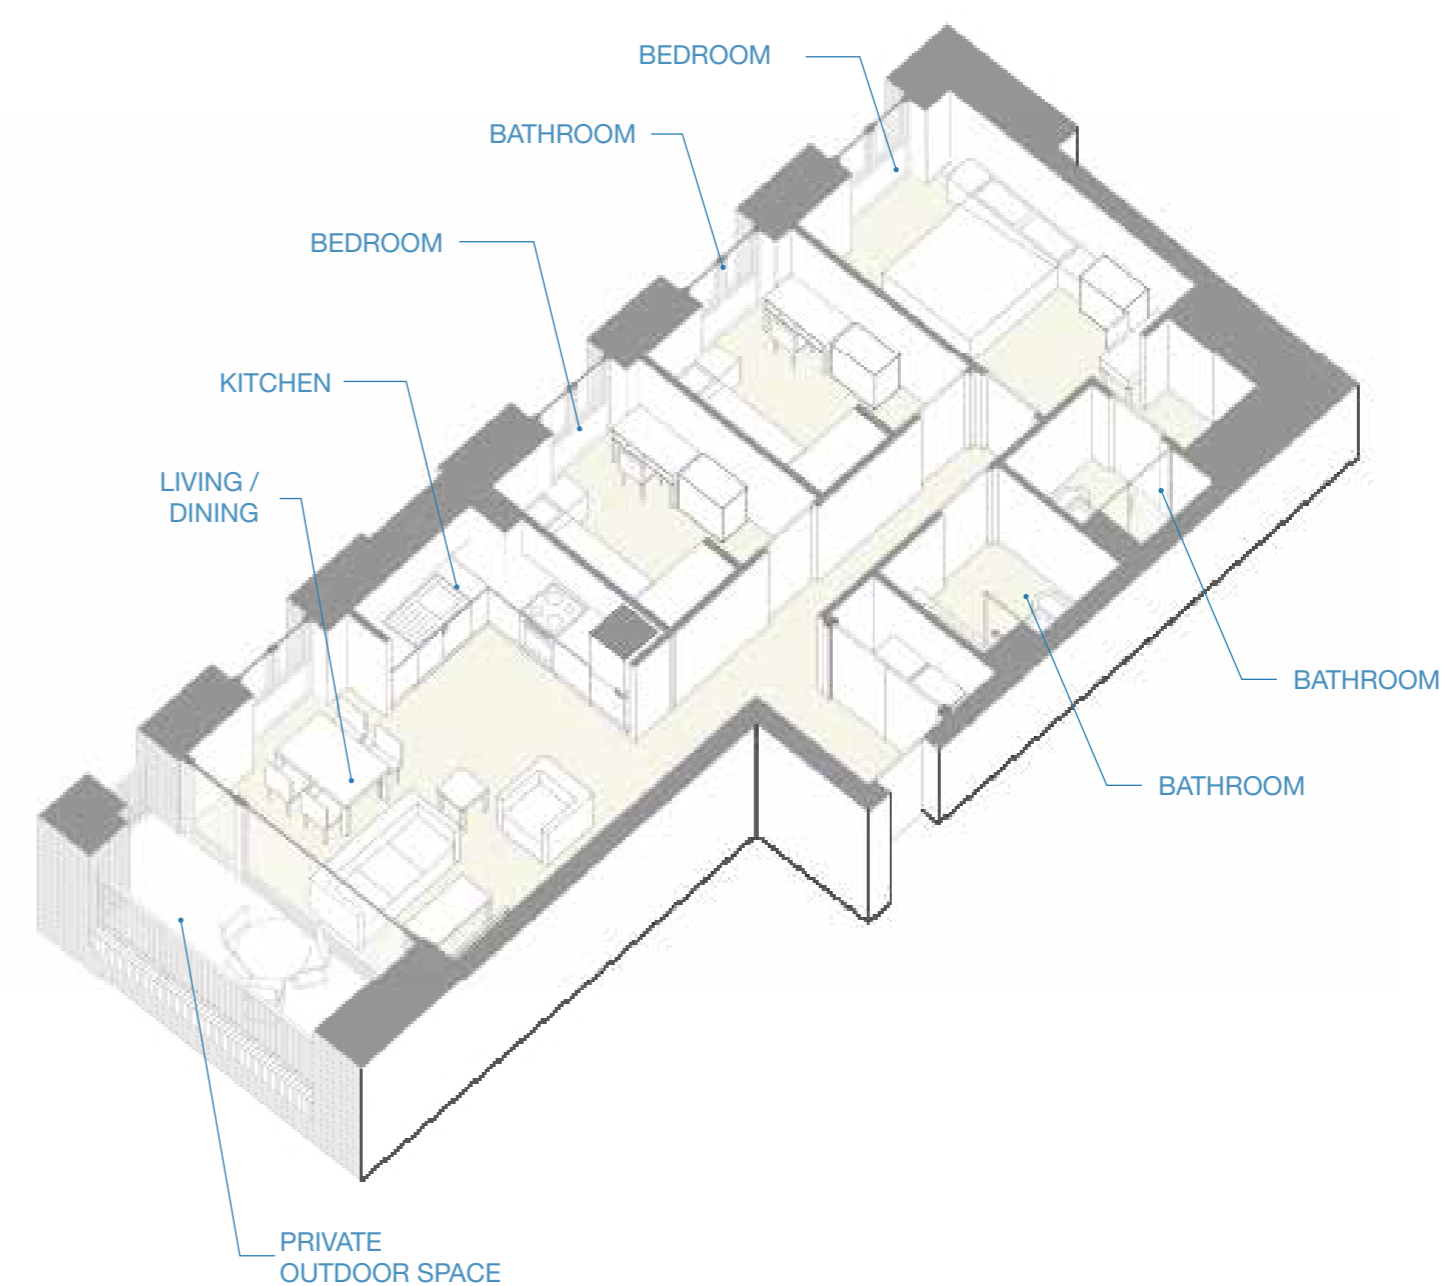 BEDROOM
BATHROOM
BEDROOM
KITCHEN
LIVING /
DINING
BATHROOM
BATHROOM
PRIVATE
OUTDOOR SPACE